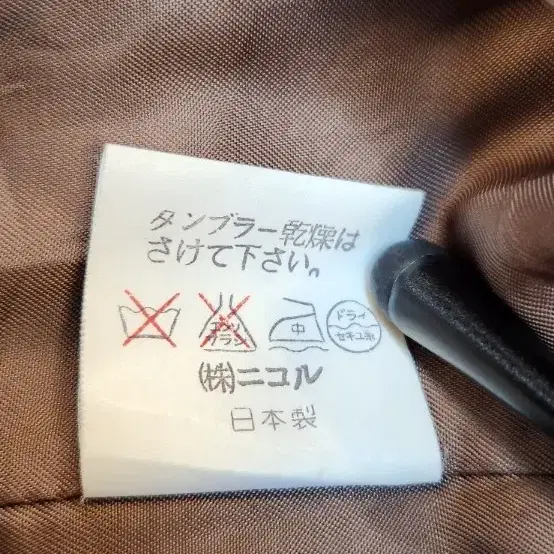 タンブラー乾燥は
さけて下さい。
エンソ
サラシ
中
ドライ
セキユ系
(株)ニコル
日本製